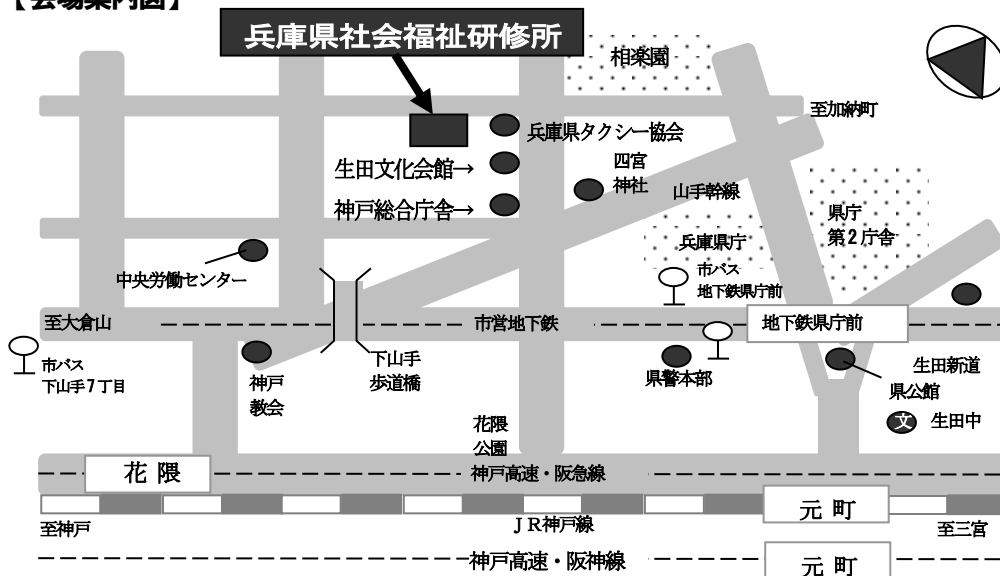 【会場案内図】
兵庫県社会福祉研修所
相楽園
至加納町
兵庫県タクシー協会
四宮
神社
生田文化会館→
山手幹線
神戸総合庁舎→
県庁
第2庁舎
兵庫県庁
中央労働センター
市バス
地下鉄県庁前
至大倉山
市営地下鉄
地下鉄県庁前
市バス
下山手7丁目
下山手
歩道橋
神戸
教会
県警本部
生田新道
県公館
花隈
公園
文
生田中
花隈
神戸高速・阪急線
元町
至神戸
JR神戸線
至三宮
神戸高速・阪神線
元町